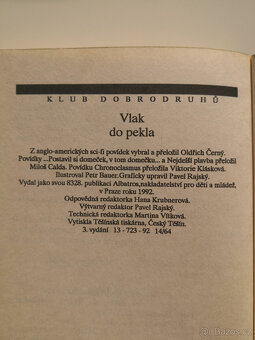 KLUB DOBRODRUHŮ
Vlak
do pekla
Z anglo-amerických sci-fi povídek vybral a přeložil Oldřich Černý.
Povídky ...Postavil si domeček, v tom domečku... a Nejdelší plavba přeložil
Miloš Calda. Povídku Chronoclasmus přeložila Viktorie Klásková.
Ilustroval Petr Bauer.Graficky upravil Pavel Rajský.
Vydal jako svou 8328. publikaci Albatros,nakladatelství pro děti a mládež,
v Praze roku 1992.
Odpovědná redaktorka Hana Krubnerová.
Výtvarný redaktor Pavel Rajský.
Technická redaktorka Martina Vítková.
Vytiskla Těšínská tiskárna, Český Těšín.
3. vydání 13 - 723 - 92 14/64